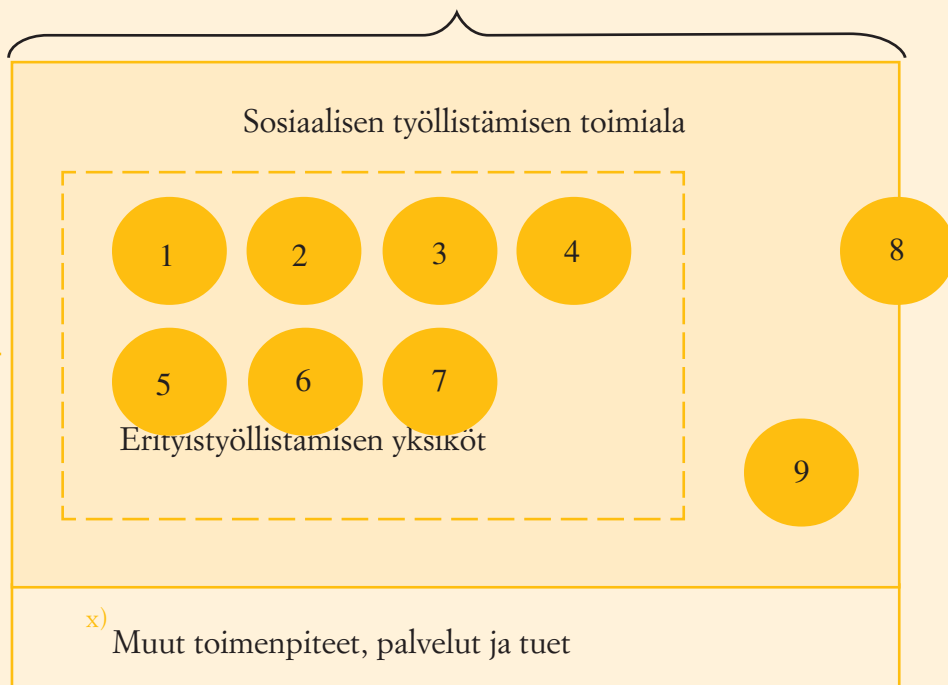 Sosiaalisen työllistämisen toimiala
1 2 3 4
8
5 6 7
Erityistyöllistämisen yksiköt
9
x)
Muut toimenpiteet, palvelut ja tuet